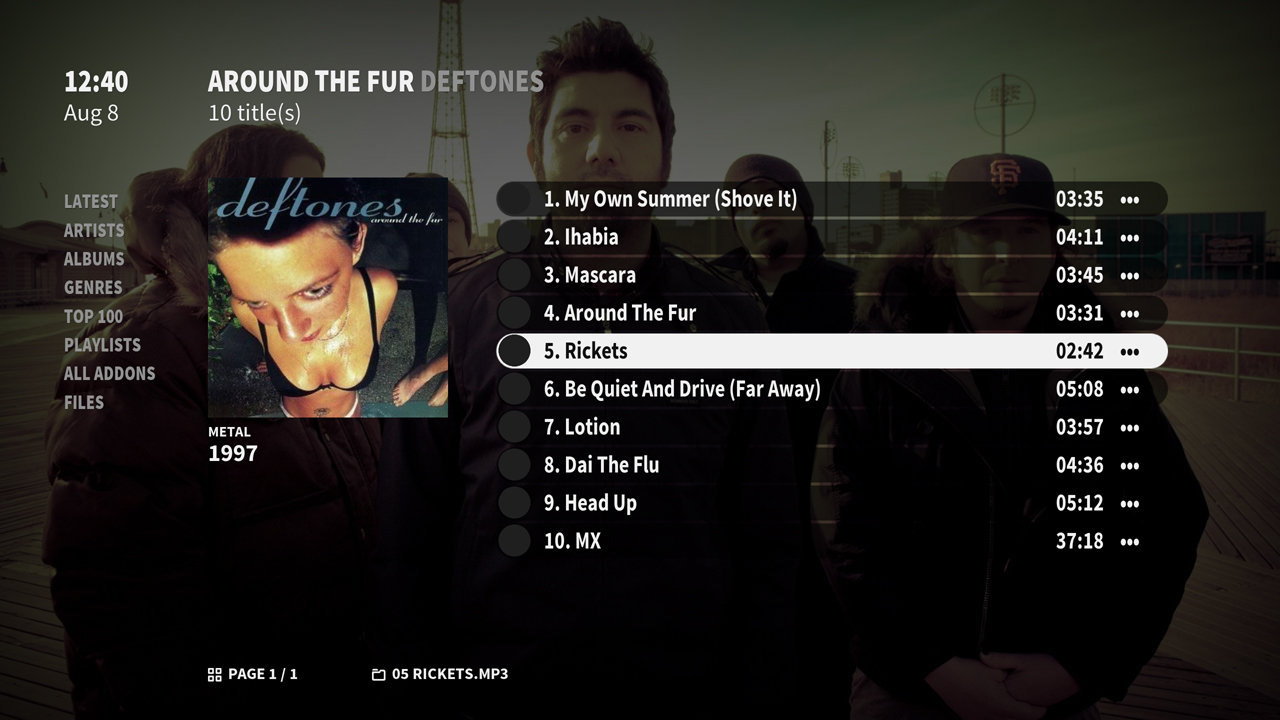 12:40
Aug 8
AROUND THE FUR DEFTONES
10 title(s)
LATEST
ARTISTS
ALBUMS
GENRES
TOP 100
PLAYLISTS
ALL ADDONS
FILES
deftones
around the fur
METAL
1997
1. My Own Summer (Shove It) 03:35 •••
2. Ihabia 04:11 •••
3. Mascara 03:45 •••
4. Around The Fur 03:31 •••
5. Rickets 02:42 •••
6. Be Quiet And Drive (Far Away) 05:08 •••
7. Lotion 03:57 •••
8. Dai The Flu 04:36 •••
9. Head Up 05:12 •••
10. MX 37:18 •••
SF
PAGE 1 / 1
05 RICKETS.MP3